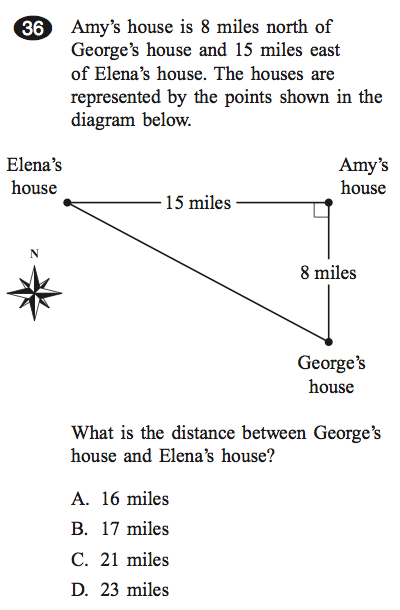 36 Amy's house is 8 miles north of
George's house and 15 miles east
of Elena's house. The houses are
represented by the points shown in the
diagram below.
Elena's
house
Amy's
house
15 miles
N
8 miles
George's
house
What is the distance between George's
house and Elena's house?
A. 16 miles
B. 17 miles
C. 21 miles
D. 23 miles